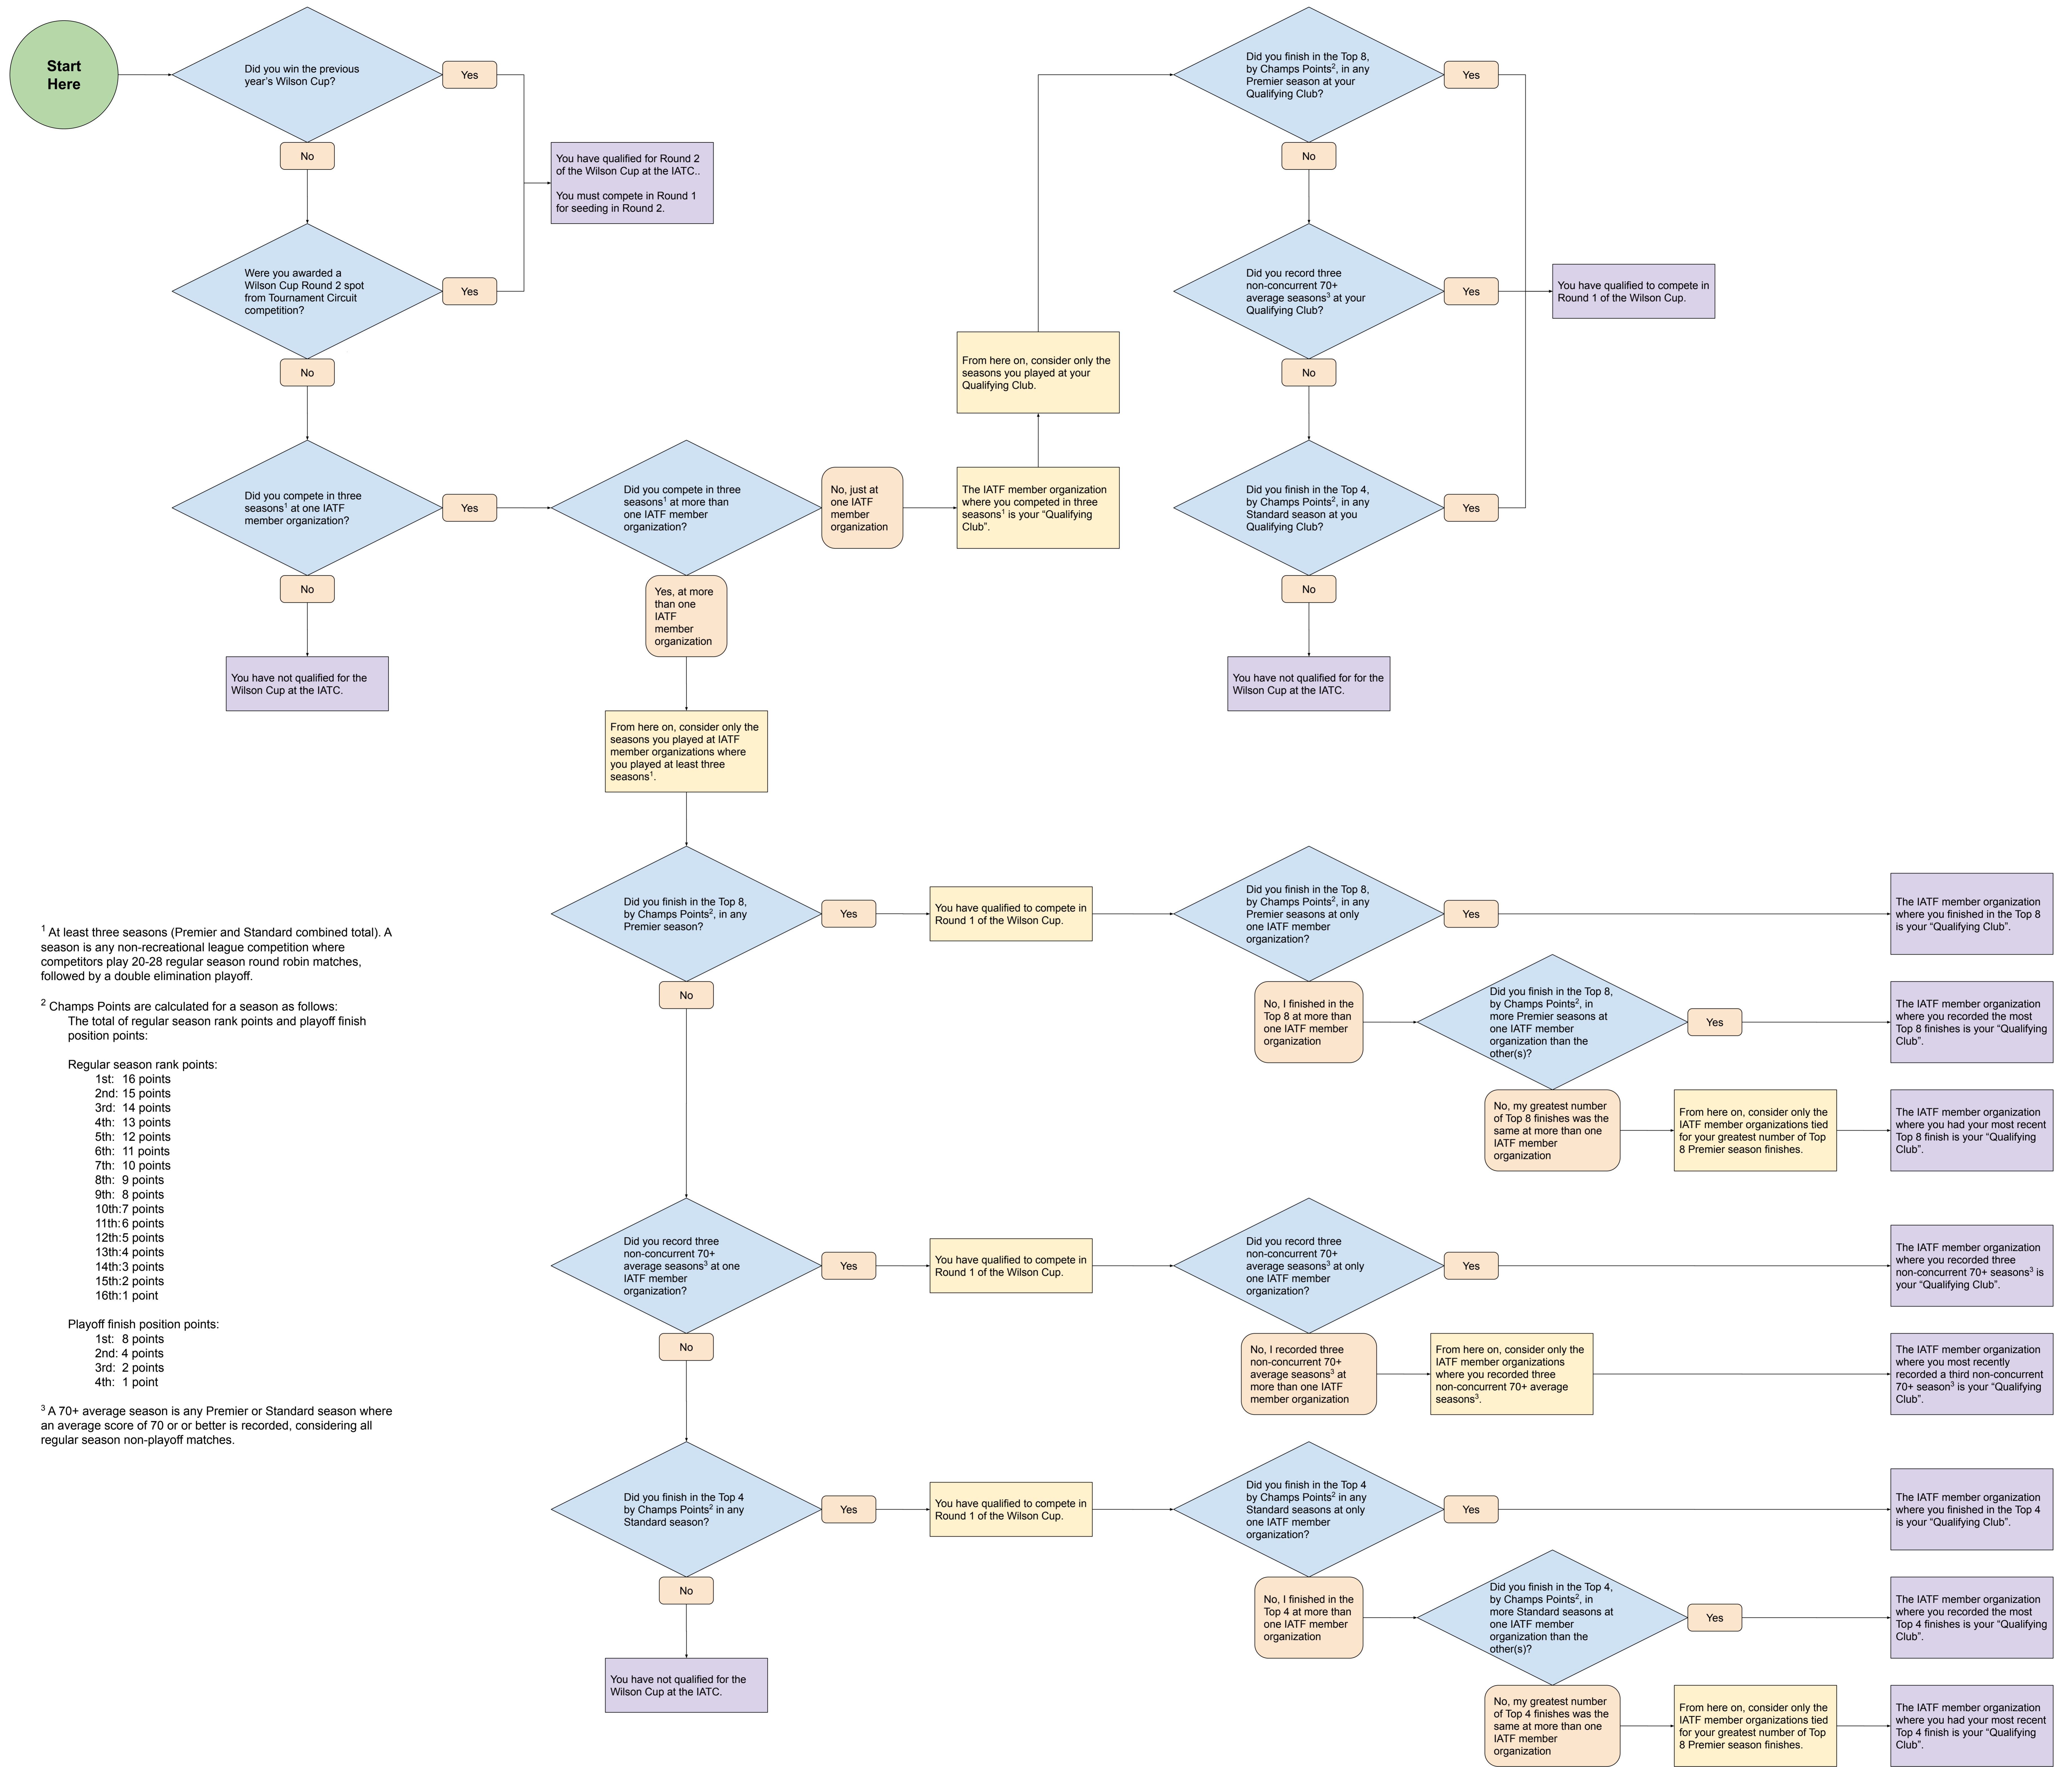 Start
Here
Did you win the previous
year's Wilson Cup?
Yes
No
Were you awarded a
Wilson Cup Round 2 spot
from Tournament Circuit
competition?
Yes
No
You have qualified for Round 2
of the Wilson Cup at the IATC..
You must compete in Round 1
for seeding in Round 2.
Did you compete in three
seasons¹ at one IATF
member organization?
Yes
No
You have not qualified for the
Wilson Cup at the IATC.
Did you compete in three
seasons¹ at more than
one IATF member
organization?
No, just at
one IATF
member
organization
The IATF member organization
where you competed in three
seasons¹ is your “Qualifying
Club”.
From here on, consider only the
seasons you played at your
Qualifying Club.
Did you finish in the Top 8,
by Champs Points², in any
Premier season at your
Qualifying Club?
Yes
No
Did you record three
non-concurrent 70+
average seasons³ at your
Qualifying Club?
Yes
No
You have qualified to compete in
Round 1 of the Wilson Cup.
Did you finish in the Top 4,
by Champs Points², in any
Standard season at you
Qualifying Club?
Yes
No
You have not qualified for for the
Wilson Cup at the IATC.
Yes, at more
than one
IATF
member
organization
From here on, consider only the
seasons you played at IATF
member organizations where
you played at least three
seasons¹.
Did you finish in the Top 8,
by Champs Points², in any
Premier season?
Yes
No
You have qualified to compete in
Round 1 of the Wilson Cup.
Did you finish in the Top 8,
by Champs Points², in any
Premier seasons at only
one IATF member
organization?
Yes
The IATF member organization
where you finished in the Top 8
is your “Qualifying Club”.
No, I finished in the
Top 8 at more than
one IATF member
organization
Did you finish in the Top 8,
by Champs Points², in
more Premier seasons at
one IATF member
organization than the
other(s)?
Yes
The IATF member organization
where you recorded the most
Top 8 finishes is your “Qualifying
Club”.
No, my greatest number
of Top 8 finishes was the
same at more than one
IATF member
organization
From here on, consider only the
IATF member organizations tied
for your greatest number of Top
8 Premier season finishes.
The IATF member organization
where you had your most recent
Top 8 finish is your “Qualifying
Club”.
Did you record three
non-concurrent 70+
average seasons³ at one
IATF member
organization?
Yes
No
You have qualified to compete in
Round 1 of the Wilson Cup.
Did you record three
non-concurrent 70+
average seasons³ at only
one IATF member
organization?
Yes
The IATF member organization
where you recorded three
non-concurrent 70+ seasons³ is
your “Qualifying Club”.
No, I recorded three
non-concurrent 70+
average seasons³ at
more than one IATF
member organization
From here on, consider only the
IATF member organizations
where you recorded three
non-concurrent 70+ average
seasons³.
The IATF member organization
where you most recently
recorded a third non-concurrent
70+ season³ is your “Qualifying
Club”.
Did you finish in the Top 4
by Champs Points² in any
Standard season?
Yes
No
You have not qualified for the
Wilson Cup at the IATC.
You have qualified to compete in
Round 1 of the Wilson Cup.
Did you finish in the Top 4
by Champs Points² in any
Standard seasons at only
one IATF member
organization?
Yes
The IATF member organization
where you finished in the Top 4
is your “Qualifying Club”.
No, I finished in the
Top 4 at more than
one IATF member
organization
Did you finish in the Top 4,
by Champs Points², in
more Standard seasons at
one IATF member
organization than the
other(s)?
Yes
The IATF member organization
where you recorded the most
Top 4 finishes is your “Qualifying
Club”.
No, my greatest number
of Top 4 finishes was the
same at more than one
IATF member
organization
From here on, consider only the
IATF member organizations tied
for your greatest number of Top
8 Premier season finishes.
The IATF member organization
where you had your most recent
Top 4 finish is your “Qualifying
Club”.
¹ At least three seasons (Premier and Standard combined total). A
season is any non-recreational league competition where
competitors play 20-28 regular season round robin matches,
followed by a double elimination playoff.
² Champs Points are calculated for a season as follows:
The total of regular season rank points and playoff finish
position points:
Regular season rank points:
1st: 16 points
2nd: 15 points
3rd: 14 points
4th: 13 points
5th: 12 points
6th: 11 points
7th: 10 points
8th: 9 points
9th: 8 points
10th: 7 points
11th: 6 points
12th: 5 points
13th: 4 points
14th: 3 points
15th: 2 points
16th: 1 point
Playoff finish position points:
1st: 8 points
2nd: 4 points
3rd: 2 points
4th: 1 point
³ A 70+ average season is any Premier or Standard season where
an average score of 70 or or better is recorded, considering all
regular season non-playoff matches.